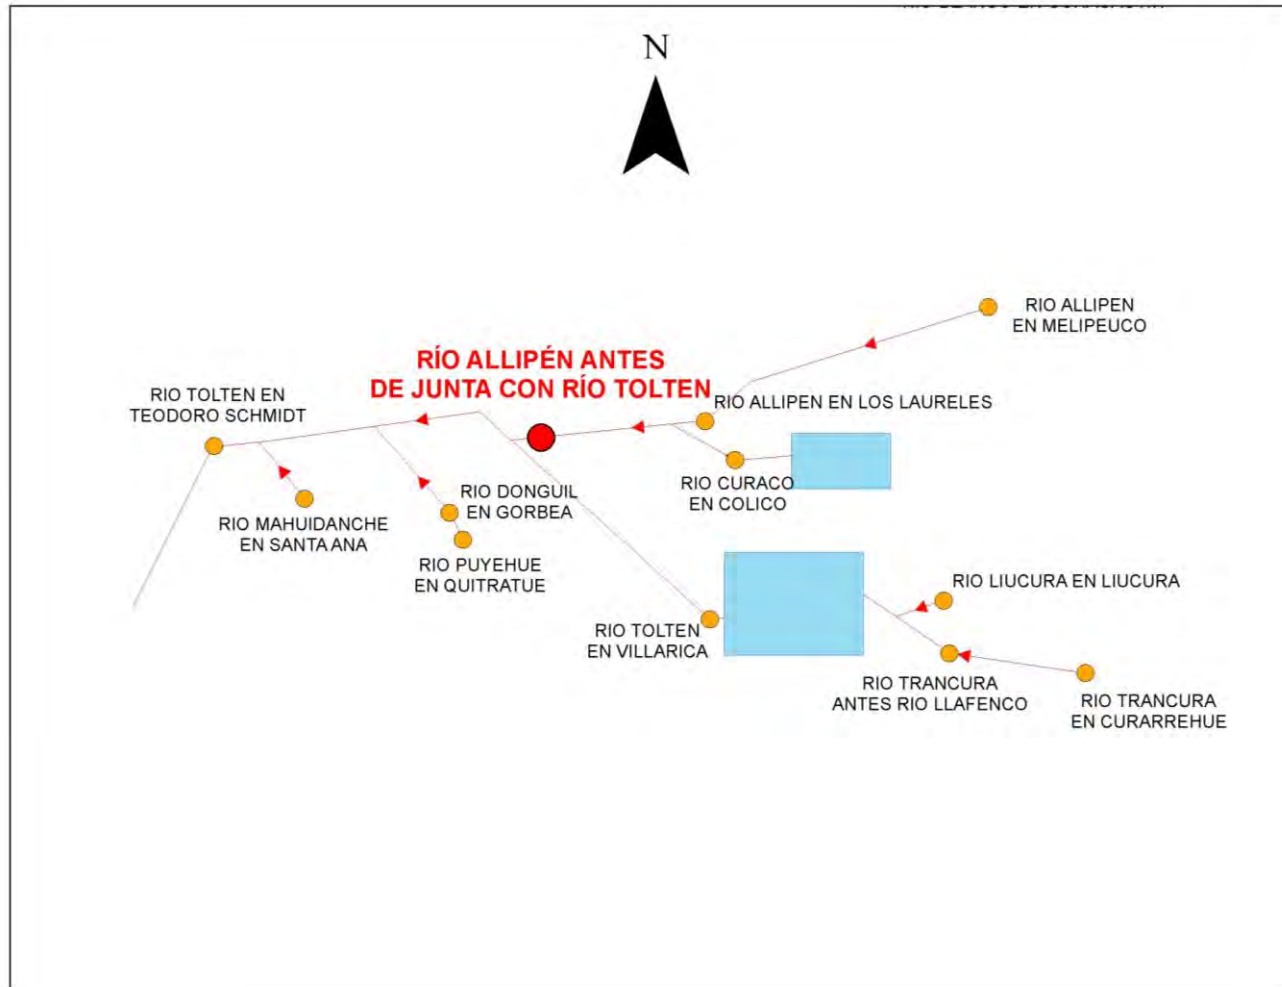 N
RIO ALLIPEN
EN MELIPEUCO
RÍO ALLIPÉN ANTES
DE JUNTA CON RÍO TOLTEN
RIO TOLTEN EN
TEODORO SCHMIDT
RIO ALLIPEN EN LOS LAURELES
RIO CURACO
EN COLICO
RIO DONGUIL
EN GORBEA
RIO MAHUIDANCHE
EN SANTA ANA
RIO PUYEHUE
EN QUITRATUE
RIO LIUCURA EN LIUCURA
RIO TOLTEN
EN VILLARICA
RIO TRANCURA
ANTES RIO LLAFENCO
RIO TRANCURA
EN CURARREHUE